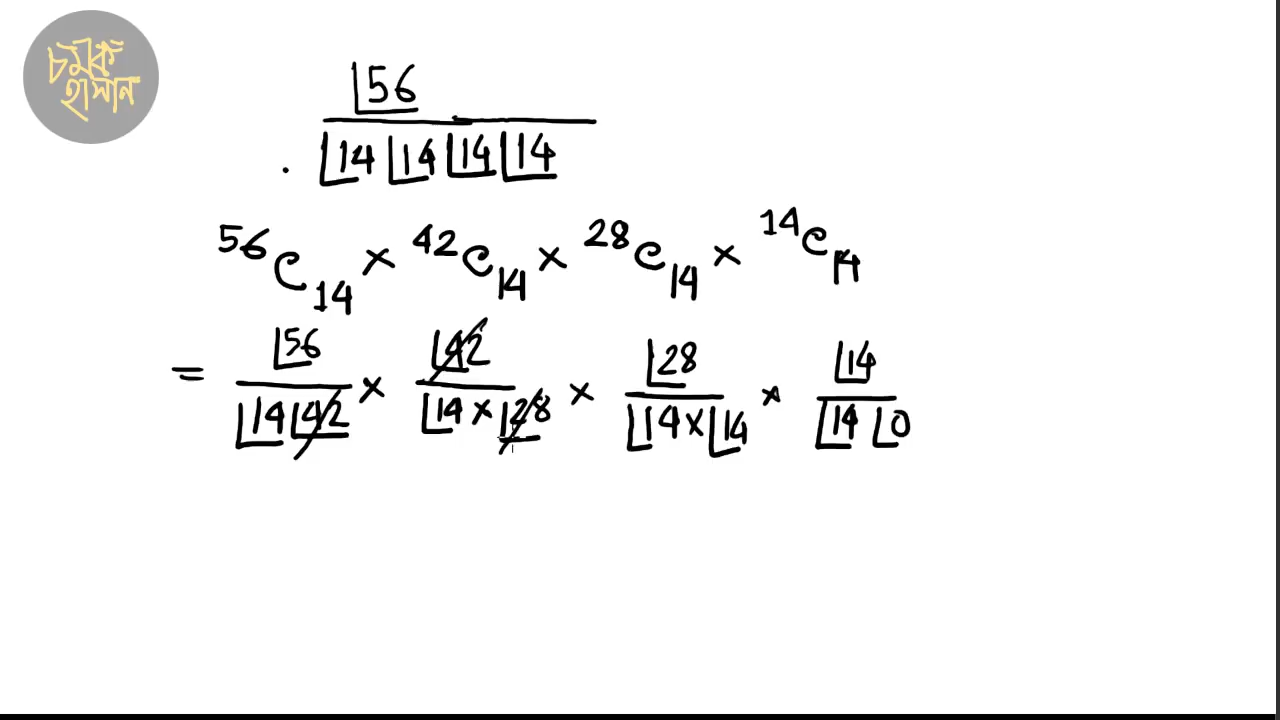 চমক
হাসান
⌊56
⌊14 ⌊14 ⌊14 ⌊14
⁵⁶C₁₄ × ⁴²C₁₄ × ²⁸C₁₄ × ¹⁴C₁₄
= ⌊56 / ⌊14 ⌊42 × ⌊42 / ⌊14 × ⌊28 × ⌊28 / ⌊14 × ⌊14 × ⌊14 / ⌊14 ⌊0